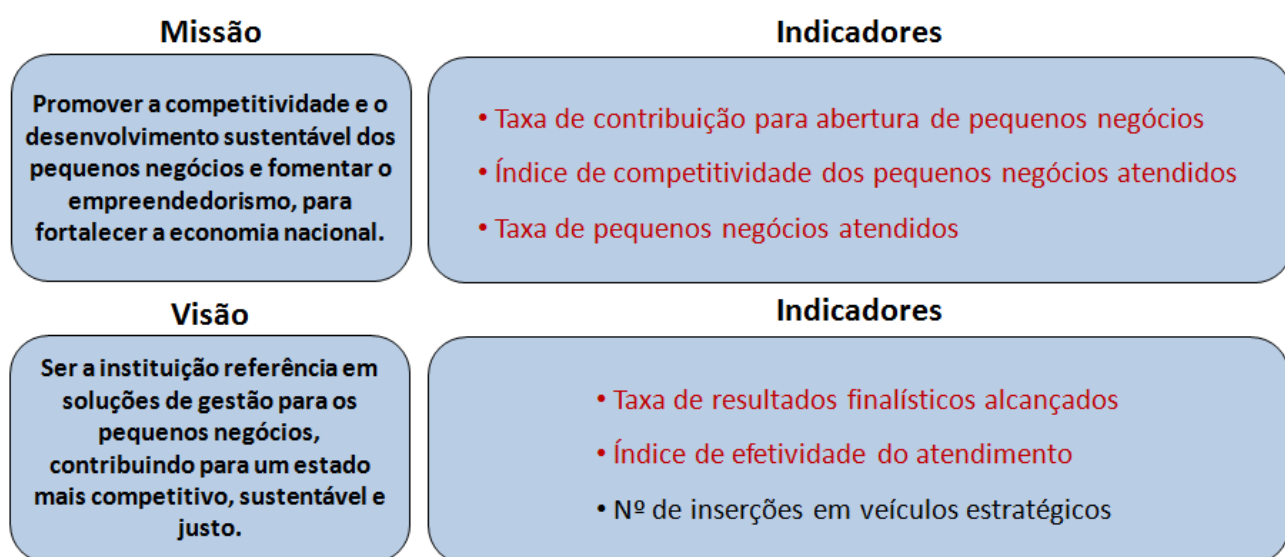 Missão
Promover a competitividade e o
desenvolvimento sustentável dos
pequenos negócios e fomentar o
empreendedorismo, para
fortalecer a economia nacional.
Indicadores
• Taxa de contribuição para abertura de pequenos negócios
• Índice de competitividade dos pequenos negócios atendidos
• Taxa de pequenos negócios atendidos
Visão
Ser a instituição referência em
soluções de gestão para os
pequenos negócios,
contribuindo para um estado
mais competitivo, sustentável e
justo.
Indicadores
• Taxa de resultados finalísticos alcançados
• Índice de efetividade do atendimento
• Nº de inserções em veículos estratégicos